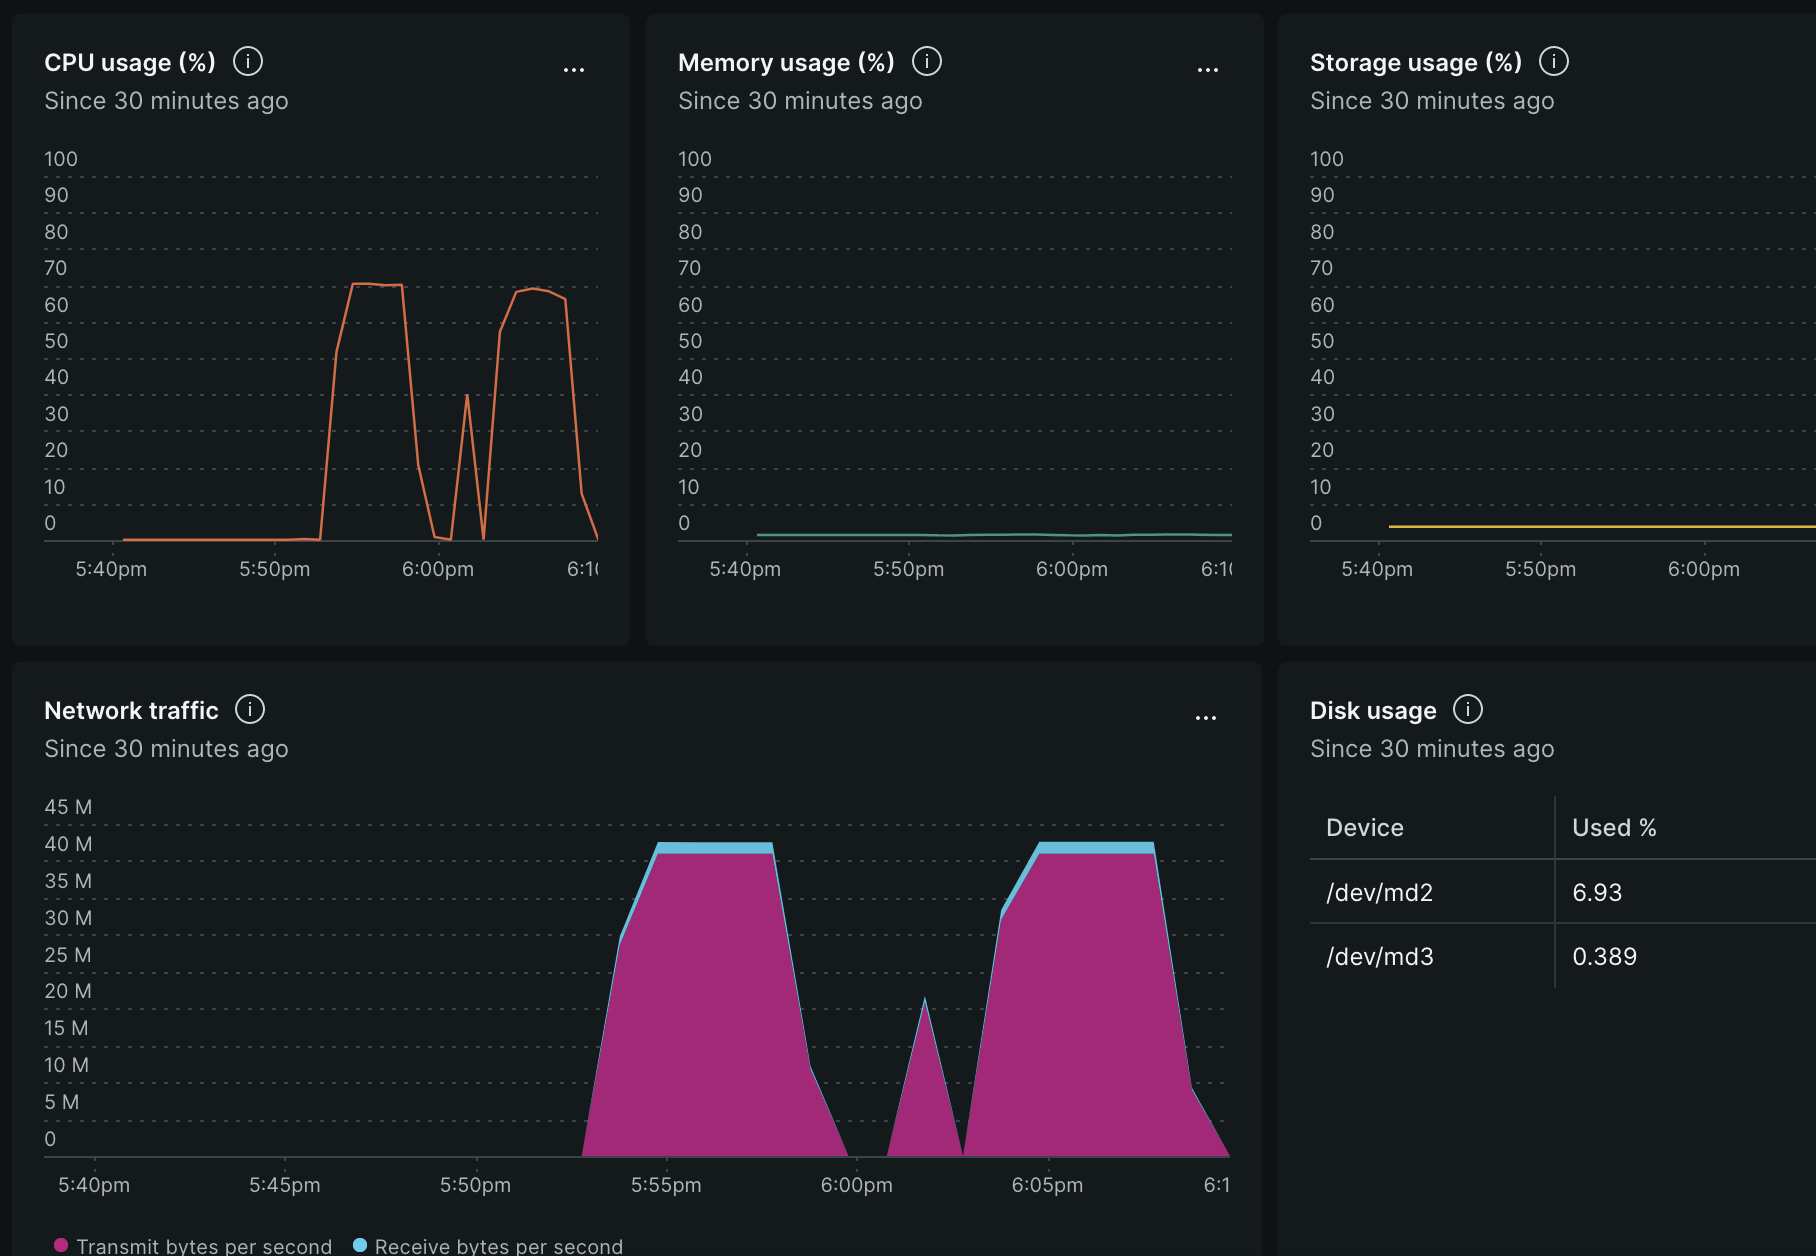 CPU usage (%)
Since 30 minutes ago
100
90
80
70
60
50
40
30
20
10
0
5:40pm 5:50pm 6:00pm 6:10
Memory usage (%)
Since 30 minutes ago
100
90
80
70
60
50
40
30
20
10
0
5:40pm 5:50pm 6:00pm 6:10
Storage usage (%)
Since 30 minutes ago
100
90
80
70
60
50
40
30
20
10
0
5:40pm 5:50pm 6:00pm
Network traffic
Since 30 minutes ago
45 M
40 M
35 M
30 M
25 M
20 M
15 M
10 M
5 M
0
5:40pm 5:45pm 5:50pm 5:55pm 6:00pm 6:05pm 6:1
Transmit bytes per second Receive bytes per second
Disk usage
Since 30 minutes ago
Device Used %
/dev/md2 6.93
/dev/md3 0.389